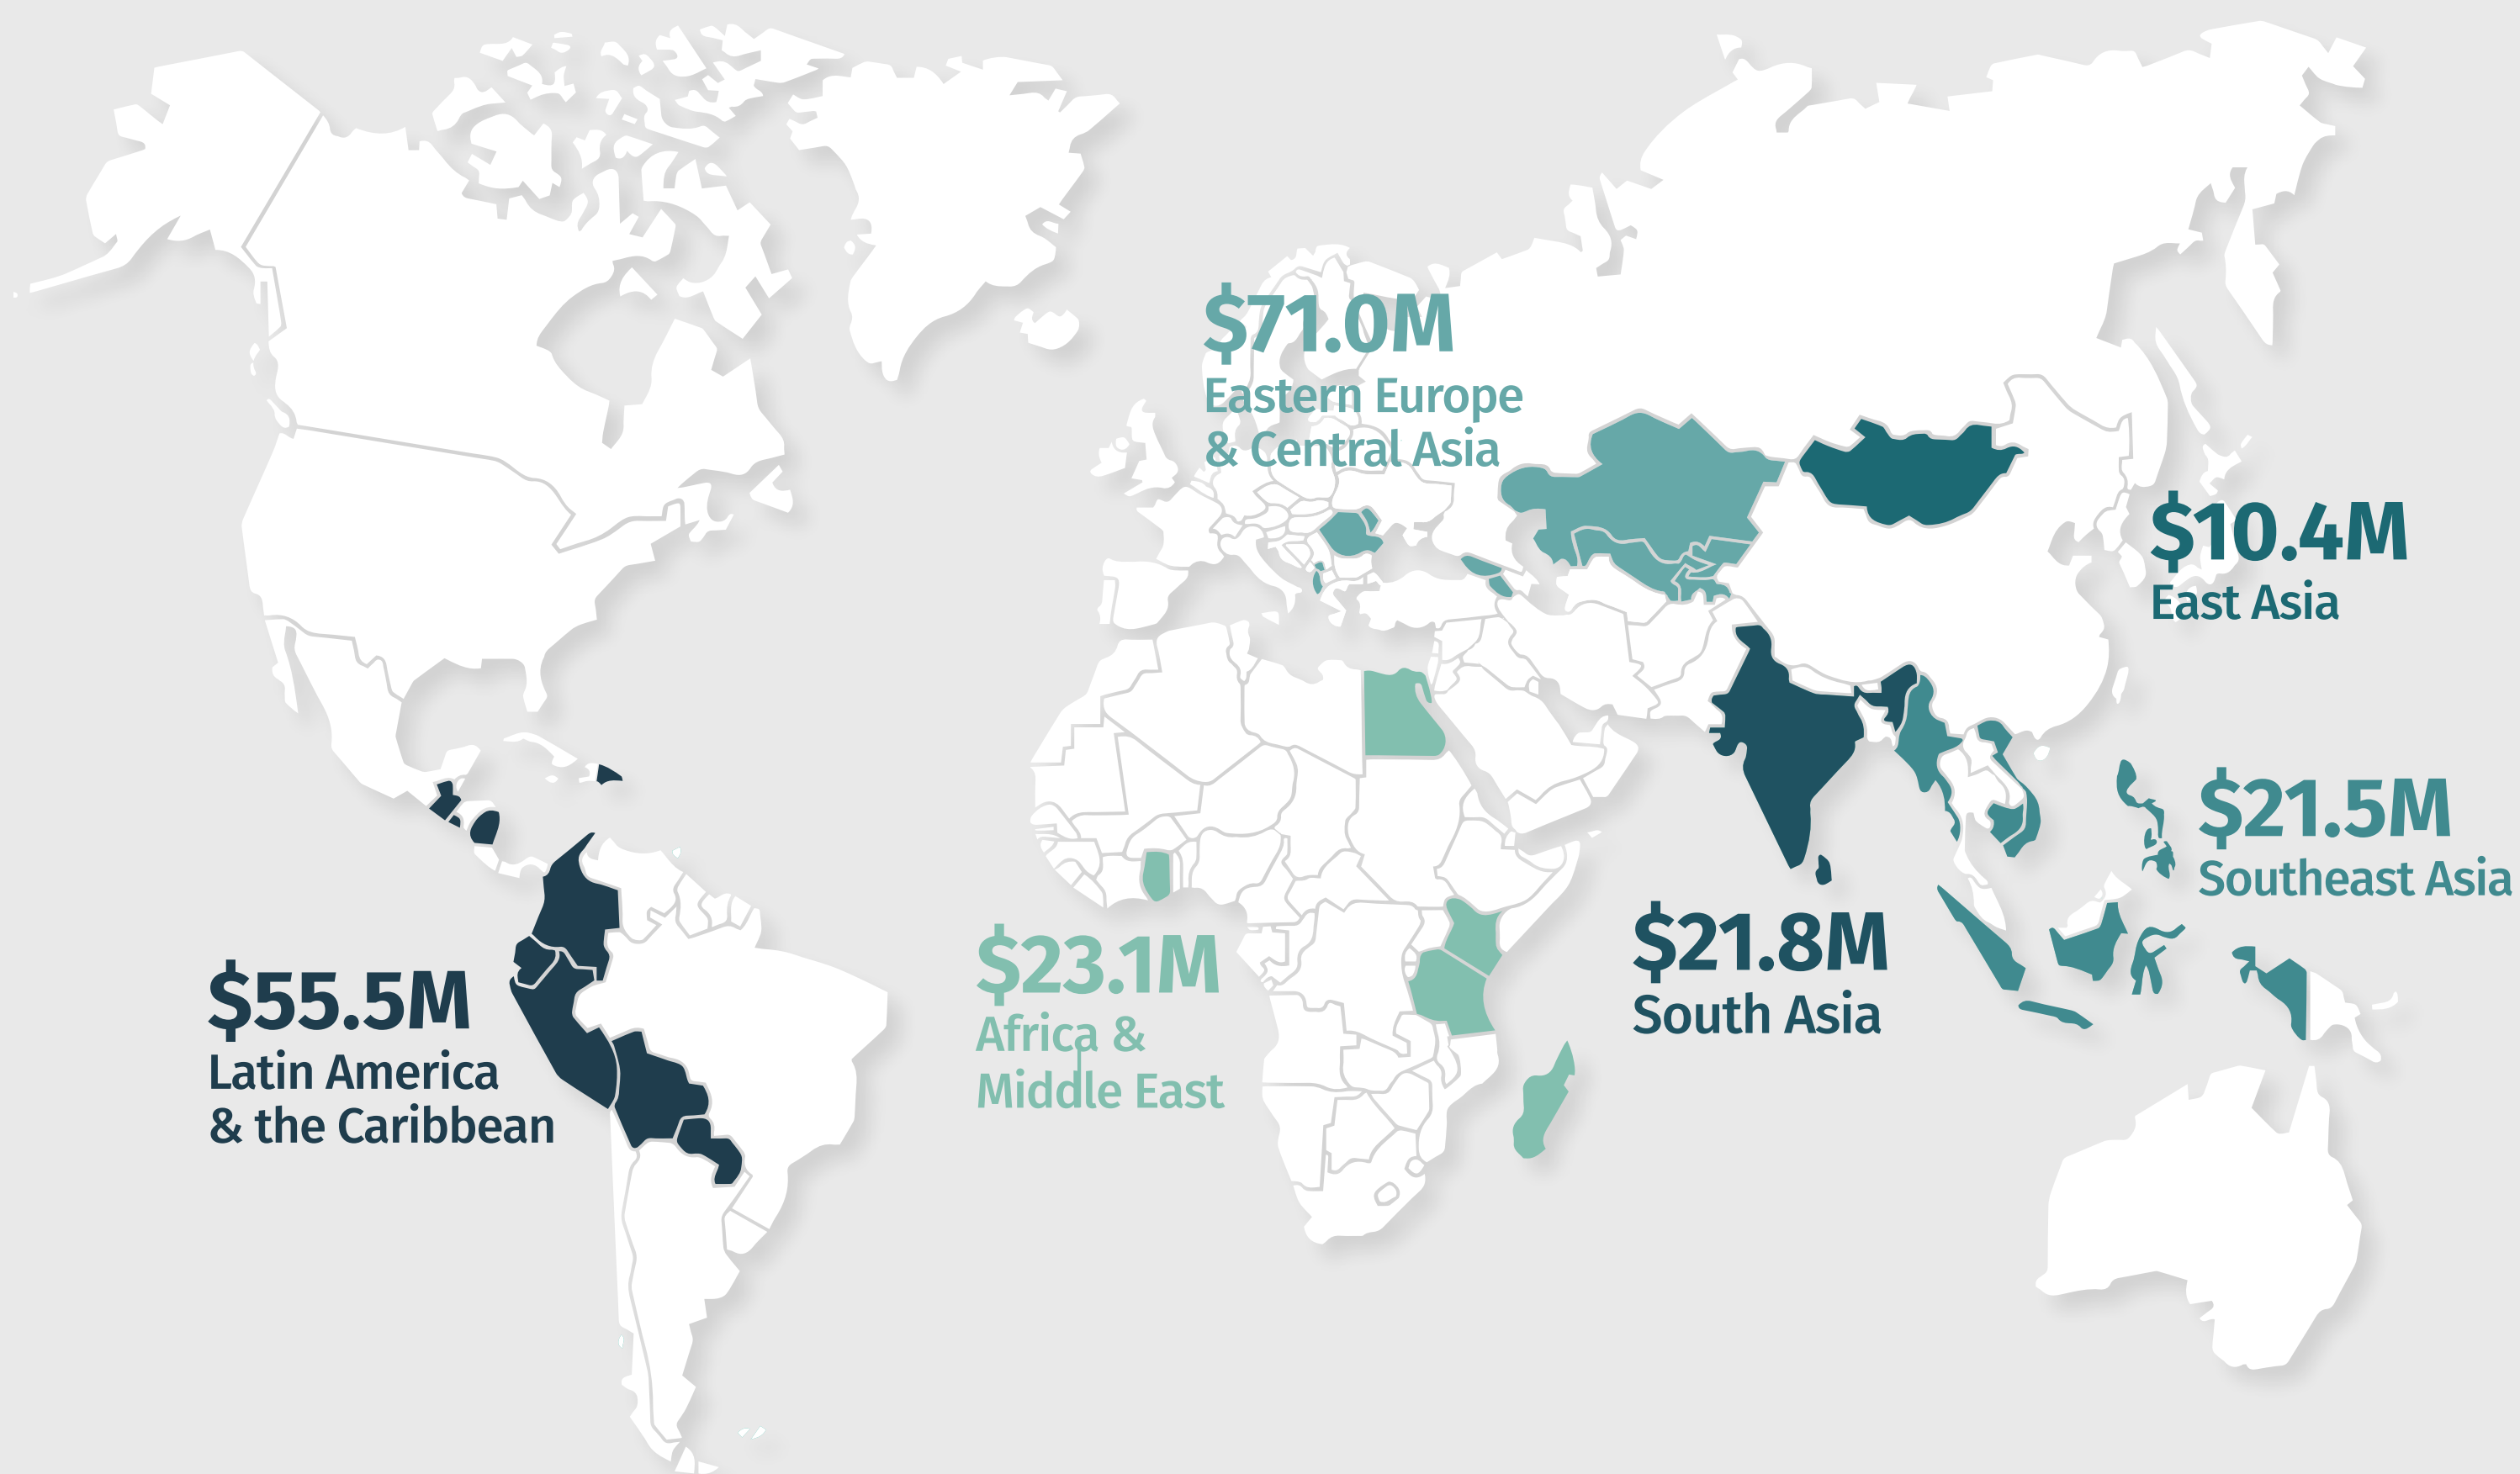 $71.0M
Eastern Europe
& Central Asia
$10.4M
East Asia
$21.5M
Southeast Asia
$21.8M
South Asia
$23.1M
Africa &
Middle East
$55.5M
Latin America
& the Caribbean